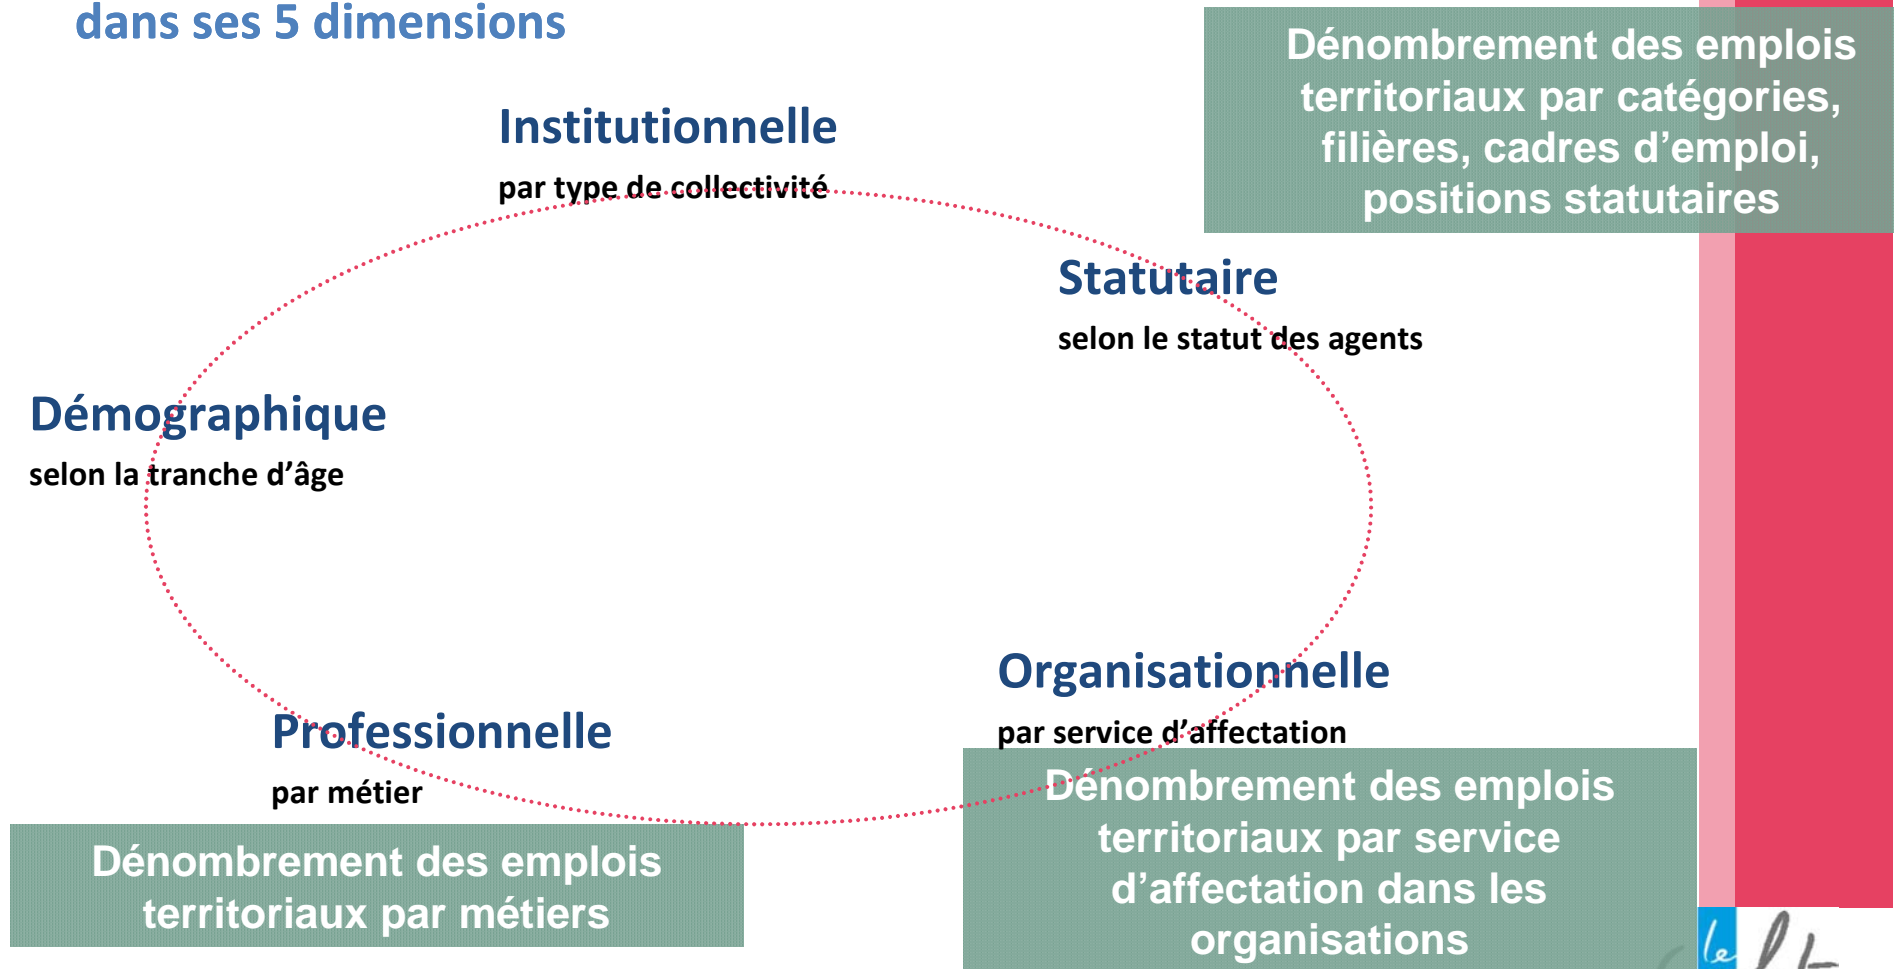 dans ses 5 dimensions
Dénombrement des emplois
territoriaux par catégories,
filières, cadres d’emploi,
positions statutaires
Institutionnelle
par type de collectivité
Statutaire
selon le statut des agents
Démographique
selon la tranche d’âge
Organisationnelle
par service d’affectation
Dénombrement des emplois
territoriaux par service
d’affectation dans les
organisations
Professionnelle
par métier
Dénombrement des emplois
territoriaux par métiers
le